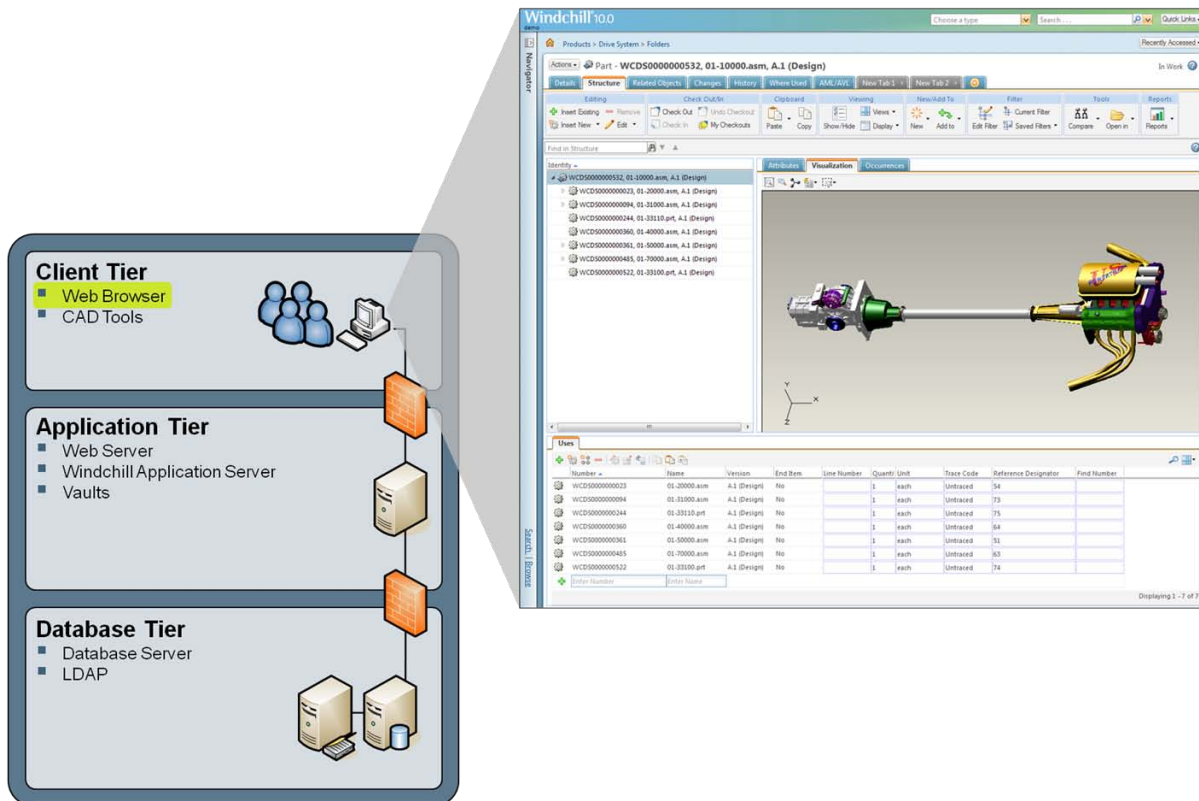 Client Tier
Web Browser
CAD Tools
Application Tier
Web Server
Windchill Application Server
Vaults
Database Tier
Database Server
LDAP
Windchill 10.0
demo
Choose a type
Search . . .
Quick Links
Navigator
Products > Drive System > Folders
Recently Accessed
Actions Part - WCDS0000000532, 01-10000.asm, A.1 (Design)
In Work
Details Structure Related Objects Changes History Where Used AML/AVL New Tab 1 New Tab 2
Editing Check Out/In Clipboard Viewing New/Add To Filter Tools Reports
Insert Existing Remove Check Out Undo Checkout Views Current Filter
Insert New Edit Check In My Checkouts Paste Copy Show/Hide Display New Add to Edit Filter Saved Filters Compare Open in Reports
Find in Structure
Attributes Visualization Occurrences
Identity
WCDS0000000532, 01-10000.asm, A.1 (Design)
WCDS0000000023, 01-20000.asm, A.1 (Design)
WCDS0000000094, 01-31000.asm, A.1 (Design)
WCDS0000000244, 01-33110.prt, A.1 (Design)
WCDS0000000360, 01-40000.asm, A.1 (Design)
WCDS0000000361, 01-50000.asm, A.1 (Design)
WCDS0000000485, 01-70000.asm, A.1 (Design)
WCDS0000000522, 01-33100.prt, A.1 (Design)
Y
X
Z
Uses
Number Name Version End Item Line Number Quanti Unit Trace Code Reference Designator Find Number
WCDS0000000023 01-20000.asm A.1 (Design) No 1 each Untraced 54
WCDS0000000094 01-31000.asm A.1 (Design) No 1 each Untraced 73
WCDS0000000244 01-33110.prt A.1 (Design) No 1 each Untraced 75
WCDS0000000360 01-40000.asm A.1 (Design) No 1 each Untraced 64
WCDS0000000361 01-50000.asm A.1 (Design) No 1 each Untraced 51
WCDS0000000485 01-70000.asm A.1 (Design) No 1 each Untraced 63
WCDS0000000522 01-33100.prt A.1 (Design) No 1 each Untraced 74
Enter Number Enter Name
Search | Browse
Displaying 1 - 7 of 7